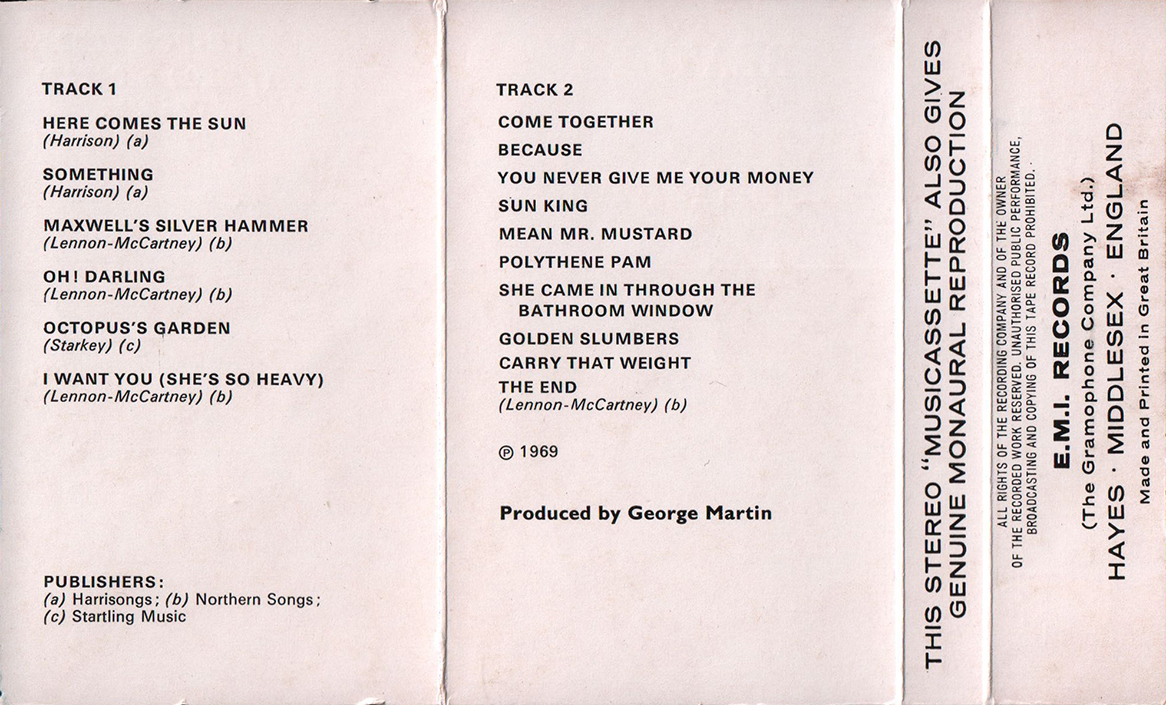 TRACK 1
HERE COMES THE SUN
(Harrison) (a)
SOMETHING
(Harrison) (a)
MAXWELL'S SILVER HAMMER
(Lennon-McCartney) (b)
OH! DARLING
(Lennon-McCartney) (b)
OCTOPUS'S GARDEN
(Starkey) (c)
I WANT YOU (SHE'S SO HEAVY)
(Lennon-McCartney) (b)
PUBLISHERS:
(a) Harrisongs; (b) Northern Songs;
(c) Startling Music
TRACK 2
COME TOGETHER
BECAUSE
YOU NEVER GIVE ME YOUR MONEY
SUN KING
MEAN MR. MUSTARD
POLYTHENE PAM
SHE CAME IN THROUGH THE
BATHROOM WINDOW
GOLDEN SLUMBERS
CARRY THAT WEIGHT
THE END
(Lennon-McCartney) (b)
℗ 1969
Produced by George Martin
THIS STEREO "MUSICASSETTE" ALSO GIVES
GENUINE MONAURAL REPRODUCTION
ALL RIGHTS OF THE RECORDING COMPANY AND OF THE OWNER
OF THE RECORDED WORK RESERVED. UNAUTHORISED PUBLIC PERFORMANCE,
BROADCASTING AND COPYING OF THIS TAPE RECORD PROHIBITED.
E.M.I. RECORDS
(The Gramophone Company Ltd.)
HAYES · MIDDLESEX · ENGLAND
Made and Printed in Great Britain